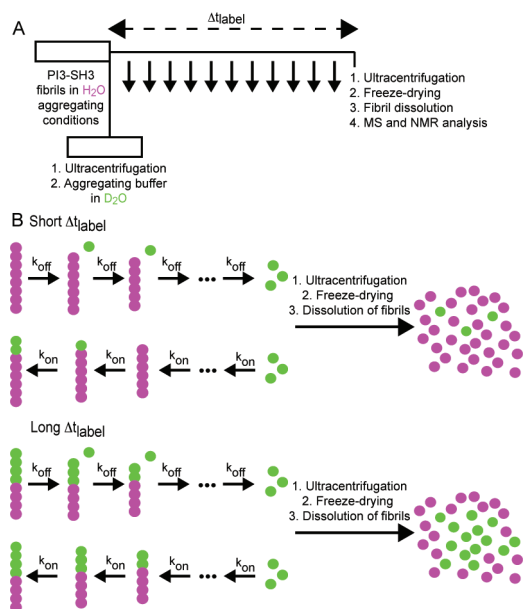 A
Δtlabel
PI3-SH3
fibrils in H2O
aggregating
conditions
1. Ultracentrifugation
2. Freeze-drying
3. Fibril dissolution
4. MS and NMR analysis
1. Ultracentrifugation
2. Aggregating buffer
in D2O
B Short Δtlabel
koff koff koff
1. Ultracentrifugation
2. Freeze-drying
3. Dissolution of fibrils
kon kon kon kon
Long Δtlabel
koff koff koff
1. Ultracentrifugation
2. Freeze-drying
3. Dissolution of fibrils
kon kon kon kon